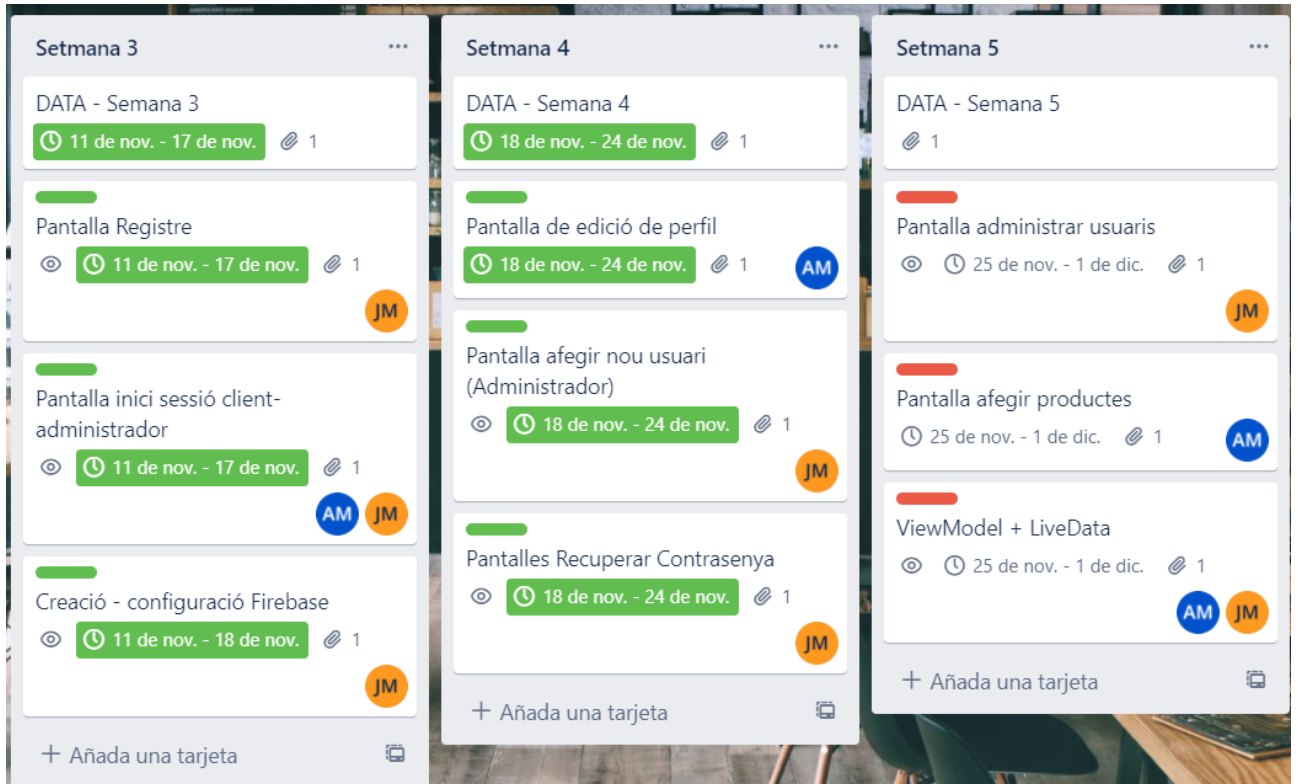 Setmana 3
DATA - Semana 3
11 de nov. - 17 de nov. 1
Pantalla Registre
11 de nov. - 17 de nov. 1
JM
Pantalla inici sessió client-
administrador
11 de nov. - 17 de nov. 1
AM JM
Creació - configuració Firebase
11 de nov. - 18 de nov. 1
JM
+ Añada una tarjeta
Setmana 4
DATA - Semana 4
18 de nov. - 24 de nov. 1
Pantalla de edició de perfil
18 de nov. - 24 de nov. 1
AM
Pantalla afegir nou usuari
(Administrador)
18 de nov. - 24 de nov. 1
JM
Pantalles Recuperar Contrasenya
18 de nov. - 24 de nov. 1
JM
+ Añada una tarjeta
Setmana 5
DATA - Semana 5
1
Pantalla administrar usuaris
25 de nov. - 1 de dic. 1
JM
Pantalla afegir productes
25 de nov. - 1 de dic. 1
AM
ViewModel + LiveData
25 de nov. - 1 de dic. 1
AM JM
+ Añada una tarjeta